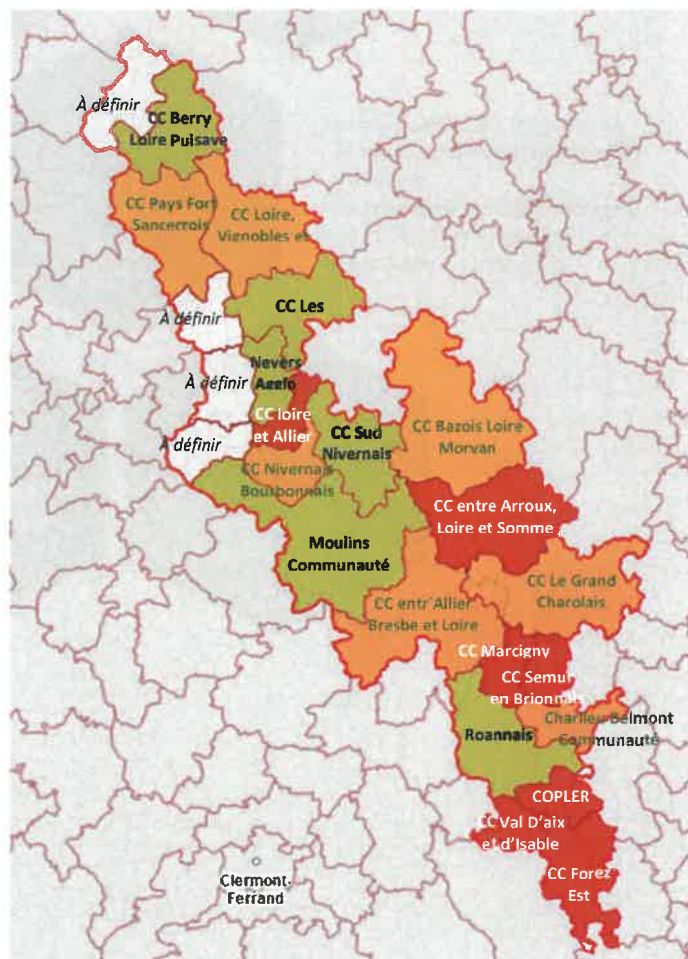 À définir
CC Berry
Loire Puisave
CC Pays Fort
Sancerrois
CC Loire,
Vignobles et
À définir
CC Les
À définir
Nevers
Agglo
CC loire
et Allier
À définir
CC Sud
Nivernais
CC Bazois Loire
Morvan
CC Nivernais
Bourbonnais
CC entre Arroux,
Loire et Somme
Moulins
Communauté
CC Le Grand
Charolais
CC entr'Allier
Bresbe et Loire
CC Marcigny
CC Semur
en Brionnais
Charlieu Belmont
Communauté
Roannais
COPLER
CC Val D'aix
et d'Isable
CC Forez-
Est
Clermont-
Ferrand